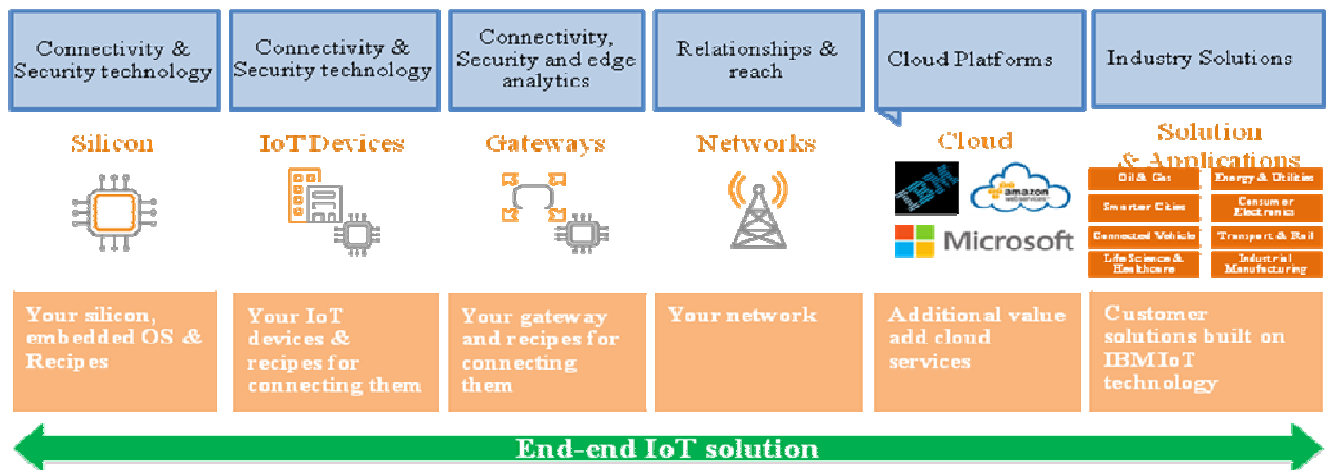 Connectivity &
Security technology
Connectivity &
Security technology
Connectivity,
Security and edge
analytics
Relationships &
reach
Cloud Platforms
Industry Solutions
Silicon
IoT Devices
Gateways
Networks
Cloud
Solution
& Applications
IBM
amazon
web services
Microsoft
Oil & Gas
Energy & Utilities
Smarter Cities
Consumer
Electronics
Connected Vehicle
Transport & Rail
Life Science &
Healthcare
Industrial
Manufacturing
Your silicon,
embedded OS &
Recipes
Your IoT
devices &
recipes for
connecting them
Your gateway
and recipes for
connecting
them
Your network
Additional value
add cloud
services
Customer
solutions built on
IBM IoT
technology
End-end IoT solution